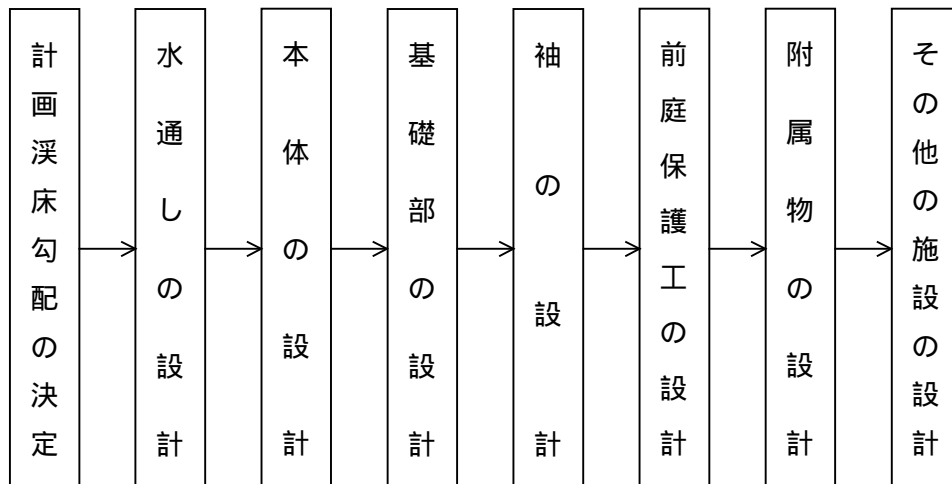 計画渓床勾配の決定
水通しの設計
本体の設計
基礎部の設計
袖の設計
前庭保護工の設計
附属物の設計
その他の施設の設計